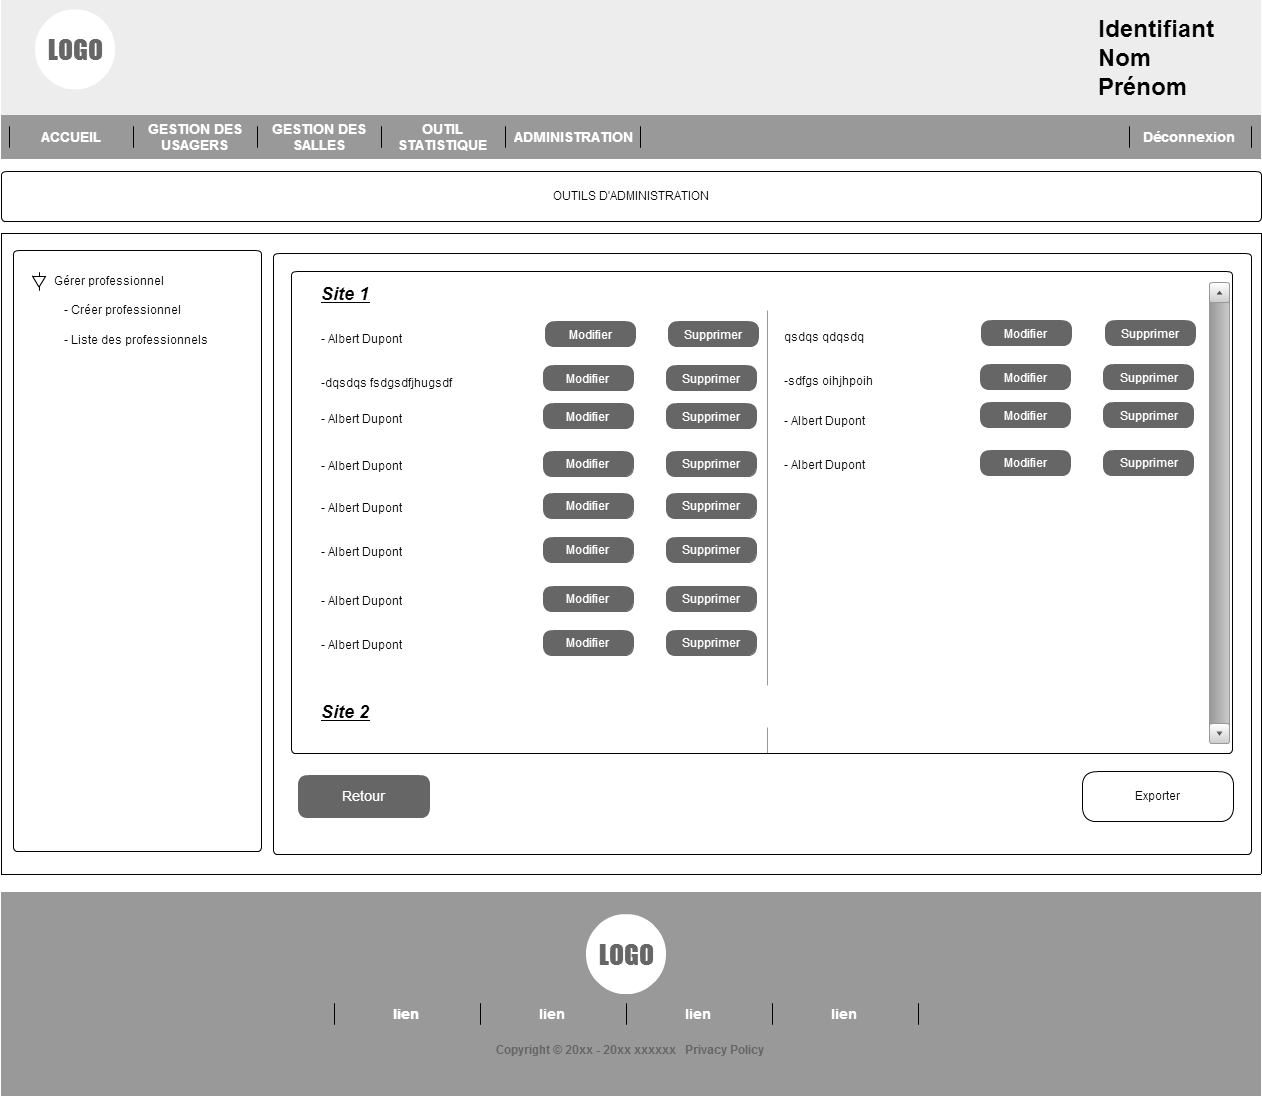 LOGO
Identifiant
Nom
Prénom
ACCUEIL
GESTION DES
USAGERS
GESTION DES
SALLES
OUTIL
STATISTIQUE
ADMINISTRATION
Déconnexion
OUTILS D'ADMINISTRATION
Gérer professionnel
- Créer professionnel
- Liste des professionnels
Site 1
- Albert Dupont Modifier Supprimer
-dqsdqs fsdgsdfjhugsdf Modifier Supprimer
- Albert Dupont Modifier Supprimer
- Albert Dupont Modifier Supprimer
- Albert Dupont Modifier Supprimer
- Albert Dupont Modifier Supprimer
- Albert Dupont Modifier Supprimer
- Albert Dupont Modifier Supprimer
qsdqs qdqsdq Modifier Supprimer
-sdfgs oihjhpoih Modifier Supprimer
- Albert Dupont Modifier Supprimer
- Albert Dupont Modifier Supprimer
Site 2
Retour
Exporter
LOGO
lien lien lien lien
Copyright © 20xx - 20xx xxxxxx Privacy Policy